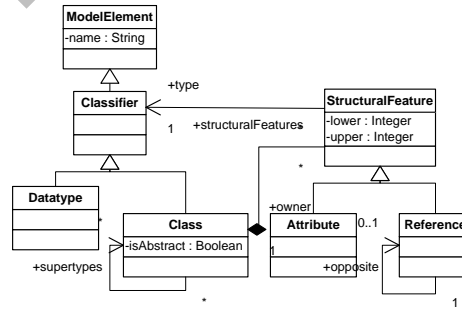 ModelElement
-name : String
+type
Classifier
StructuralFeature
-lower : Integer
-upper : Integer
1
+structuralFeatures
*
*
Datatype
+owner
*
Class
Attribute
0..1
Reference
-isAbstract : Boolean
1
+supertypes
+opposite
*
1